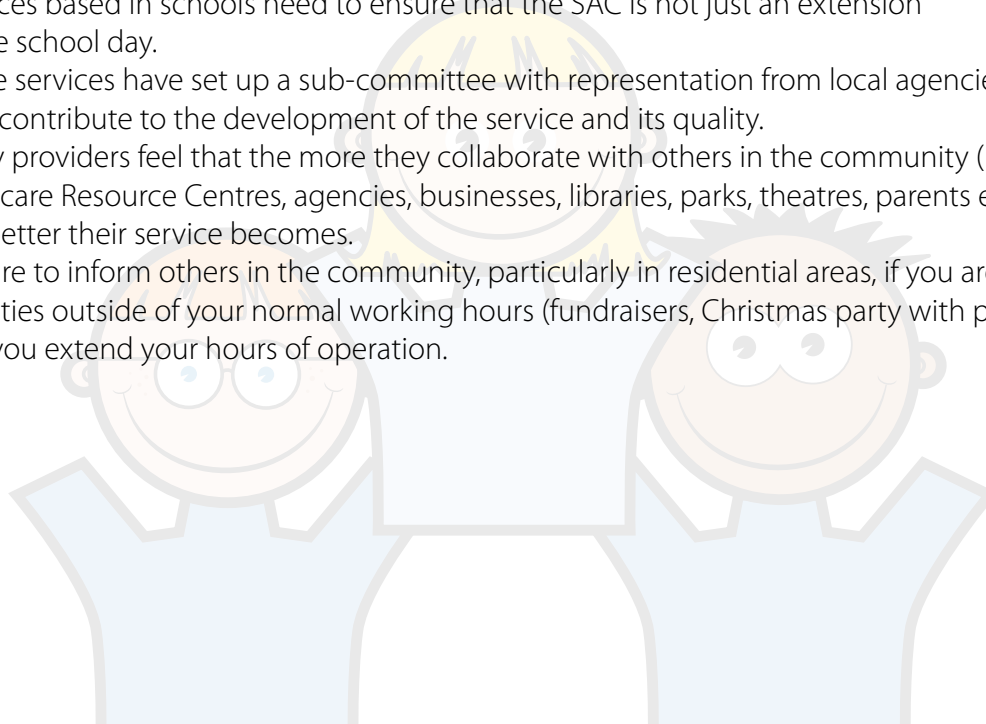 ces based in schools need to ensure that the SAC is not just an extension
e school day.
e services have set up a sub-committee with representation from local agencie
contribute to the development of the service and its quality.
y providers feel that the more they collaborate with others in the community (
care Resource Centres, agencies, businesses, libraries, parks, theatres, parents e
etter their service becomes.
re to inform others in the community, particularly in residential areas, if you are
ties outside of your normal working hours (fundraisers, Christmas party with p
you extend your hours of operation.